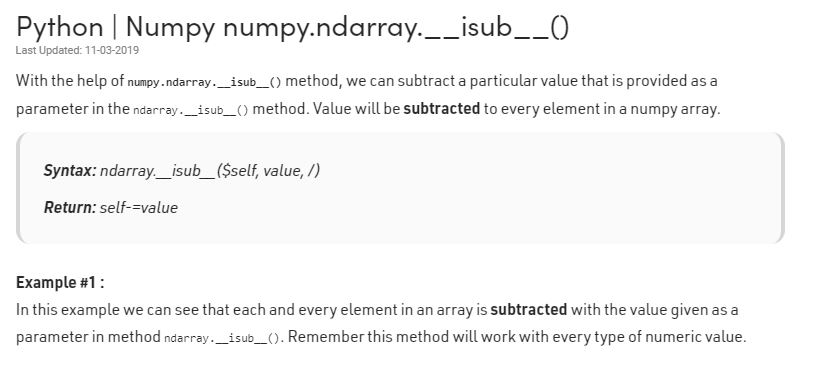 Python | Numpy numpy.ndarray.__isub__()
Last Updated: 11-03-2019
With the help of numpy.ndarray.__isub__() method, we can subtract a particular value that is provided as a
parameter in the ndarray.__isub__() method. Value will be subtracted to every element in a numpy array.
Syntax: ndarray.__isub__($self, value, /)
Return: self-=value
Example #1 :
In this example we can see that each and every element in an array is subtracted with the value given as a
parameter in method ndarray.__isub__(). Remember this method will work with every type of numeric value.